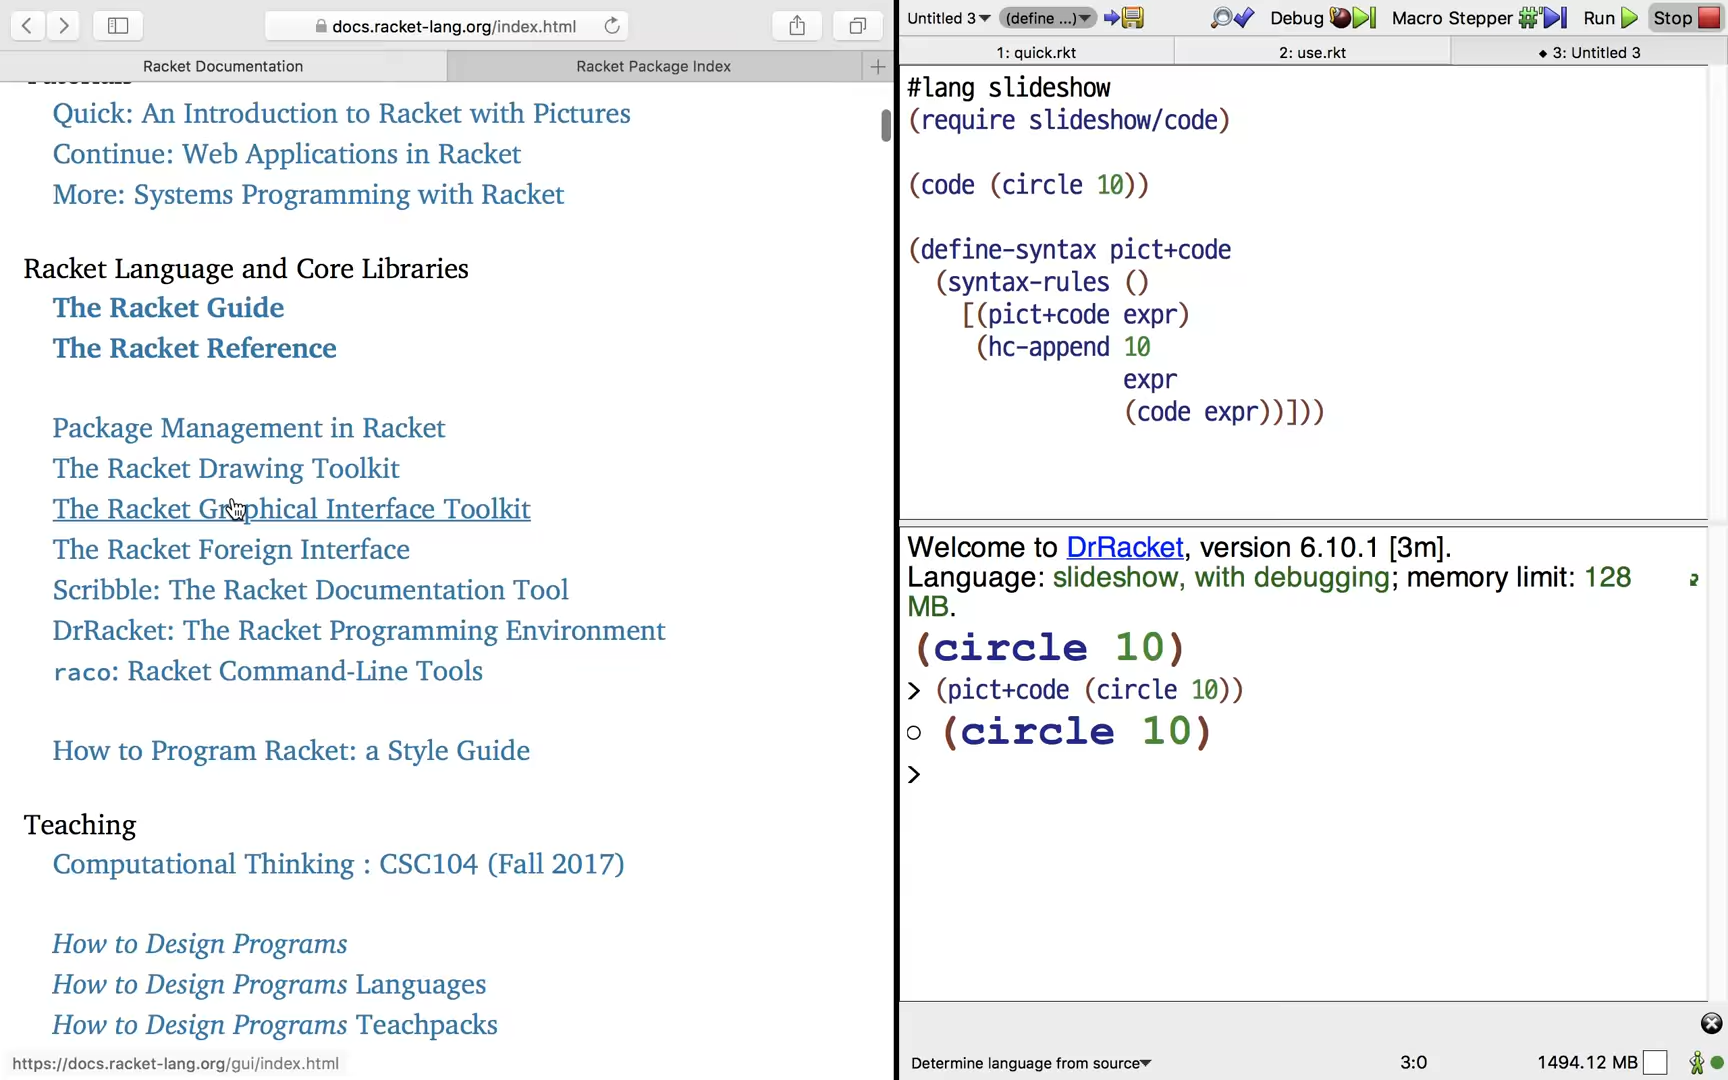 docs.racket-lang.org/index.html
Racket Documentation
Racket Package Index
Tutorials
Quick: An Introduction to Racket with Pictures
Continue: Web Applications in Racket
More: Systems Programming with Racket
Racket Language and Core Libraries
The Racket Guide
The Racket Reference
Package Management in Racket
The Racket Drawing Toolkit
The Racket Graphical Interface Toolkit
The Racket Foreign Interface
Scribble: The Racket Documentation Tool
DrRacket: The Racket Programming Environment
raco: Racket Command-Line Tools
How to Program Racket: a Style Guide
Teaching
Computational Thinking : CSC104 (Fall 2017)
How to Design Programs
How to Design Programs Languages
How to Design Programs Teachpacks
https://docs.racket-lang.org/gui/index.html
Untitled 3 (define ...) Debug Macro Stepper Run Stop
1: quick.rkt
2: use.rkt
3: Untitled 3
#lang slideshow
(require slideshow/code)
(code (circle 10))
(define-syntax pict+code
(syntax-rules ()
[(pict+code expr)
(hc-append 10
expr
(code expr))]))
Welcome to DrRacket, version 6.10.1 [3m].
Language: slideshow, with debugging; memory limit: 128
MB.
(circle 10)
> (pict+code (circle 10))
(circle 10)
>
Determine language from source 3:0 1494.12 MB